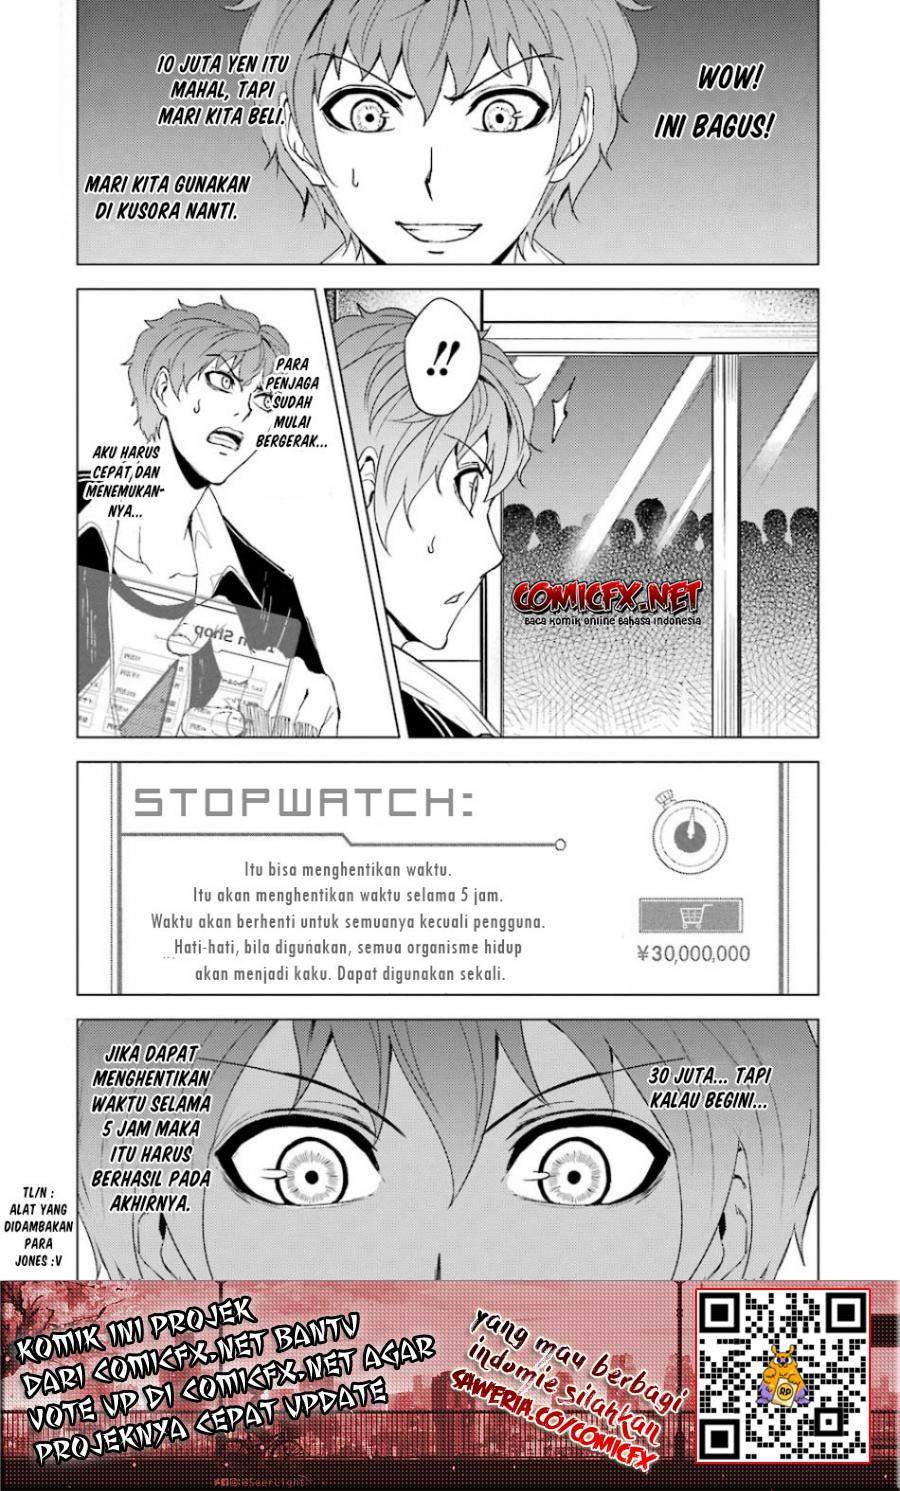 WOW!
INI BAGUS!
10 JUTA YEN ITU
MAHAL, TAPI
MARI KITA BELI.
MARI KITA GUNAKAN
DI KUSORA NANTI.
!!
PARA
PENJAGA
SUDAH
MULAI
BERGERAK...
AKU HARUS
CEPAT DAN
MENEMUKAN-
NYA...
COMICFX.NET
BACA KOMIK ONLINE BAHASA INDONESIA
STOPWATCH:
Itu bisa menghentikan waktu.
Itu akan menghentikan waktu selama 5 jam.
Waktu akan berhenti untuk semuanya kecuali pengguna.
Hati-hati, bila digunakan, semua organisme hidup
akan menjadi kaku. Dapat digunakan sekali.
¥30,000,000
30 JUTA... TAPI
KALAU BEGINI...
JIKA DAPAT
MENGHENTIKAN
WAKTU SELAMA
5 JAM MAKA
ITU HARUS
BERHASIL PADA
AKHIRNYA.
TL/N :
ALAT YANG
DIDAMBAKAN
PARA
JONES :V
KOMIK INI PROJEK
DARI COMICFX.NET BANTU
VOTE UP DI COMICFX.NET AGAR
PROJEKNYA CEPAT UPDATE
yang mau berbagi
indomie silahkan
SAWERIA.CO/COMICFX
RP
@Seerlight